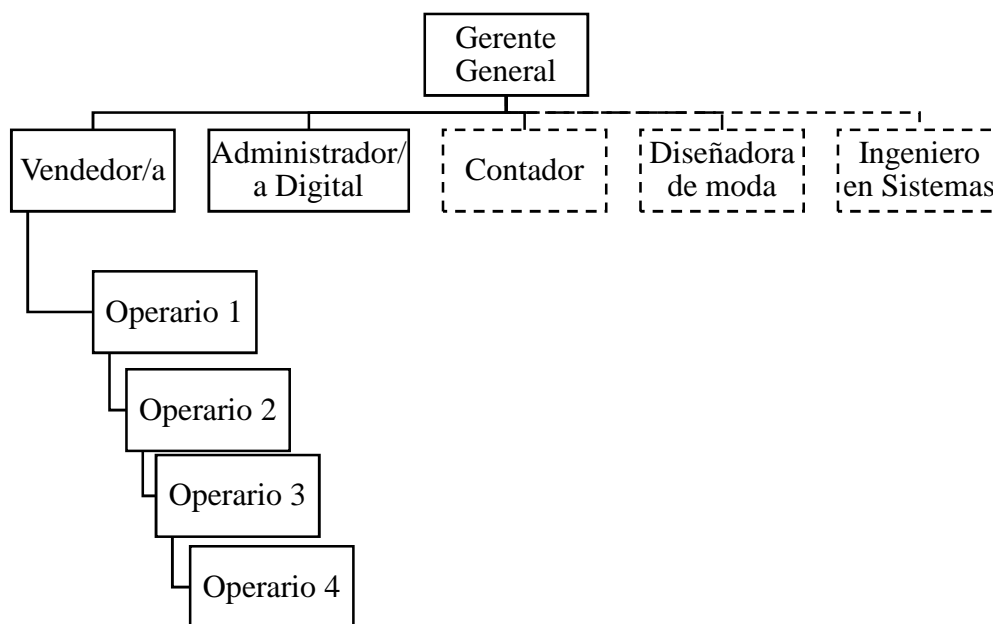 Gerente
General
Vendedor/a
Administrador/
a Digital
Contador
Diseñadora
de moda
Ingeniero
en Sistemas
Operario 1
Operario 2
Operario 3
Operario 4